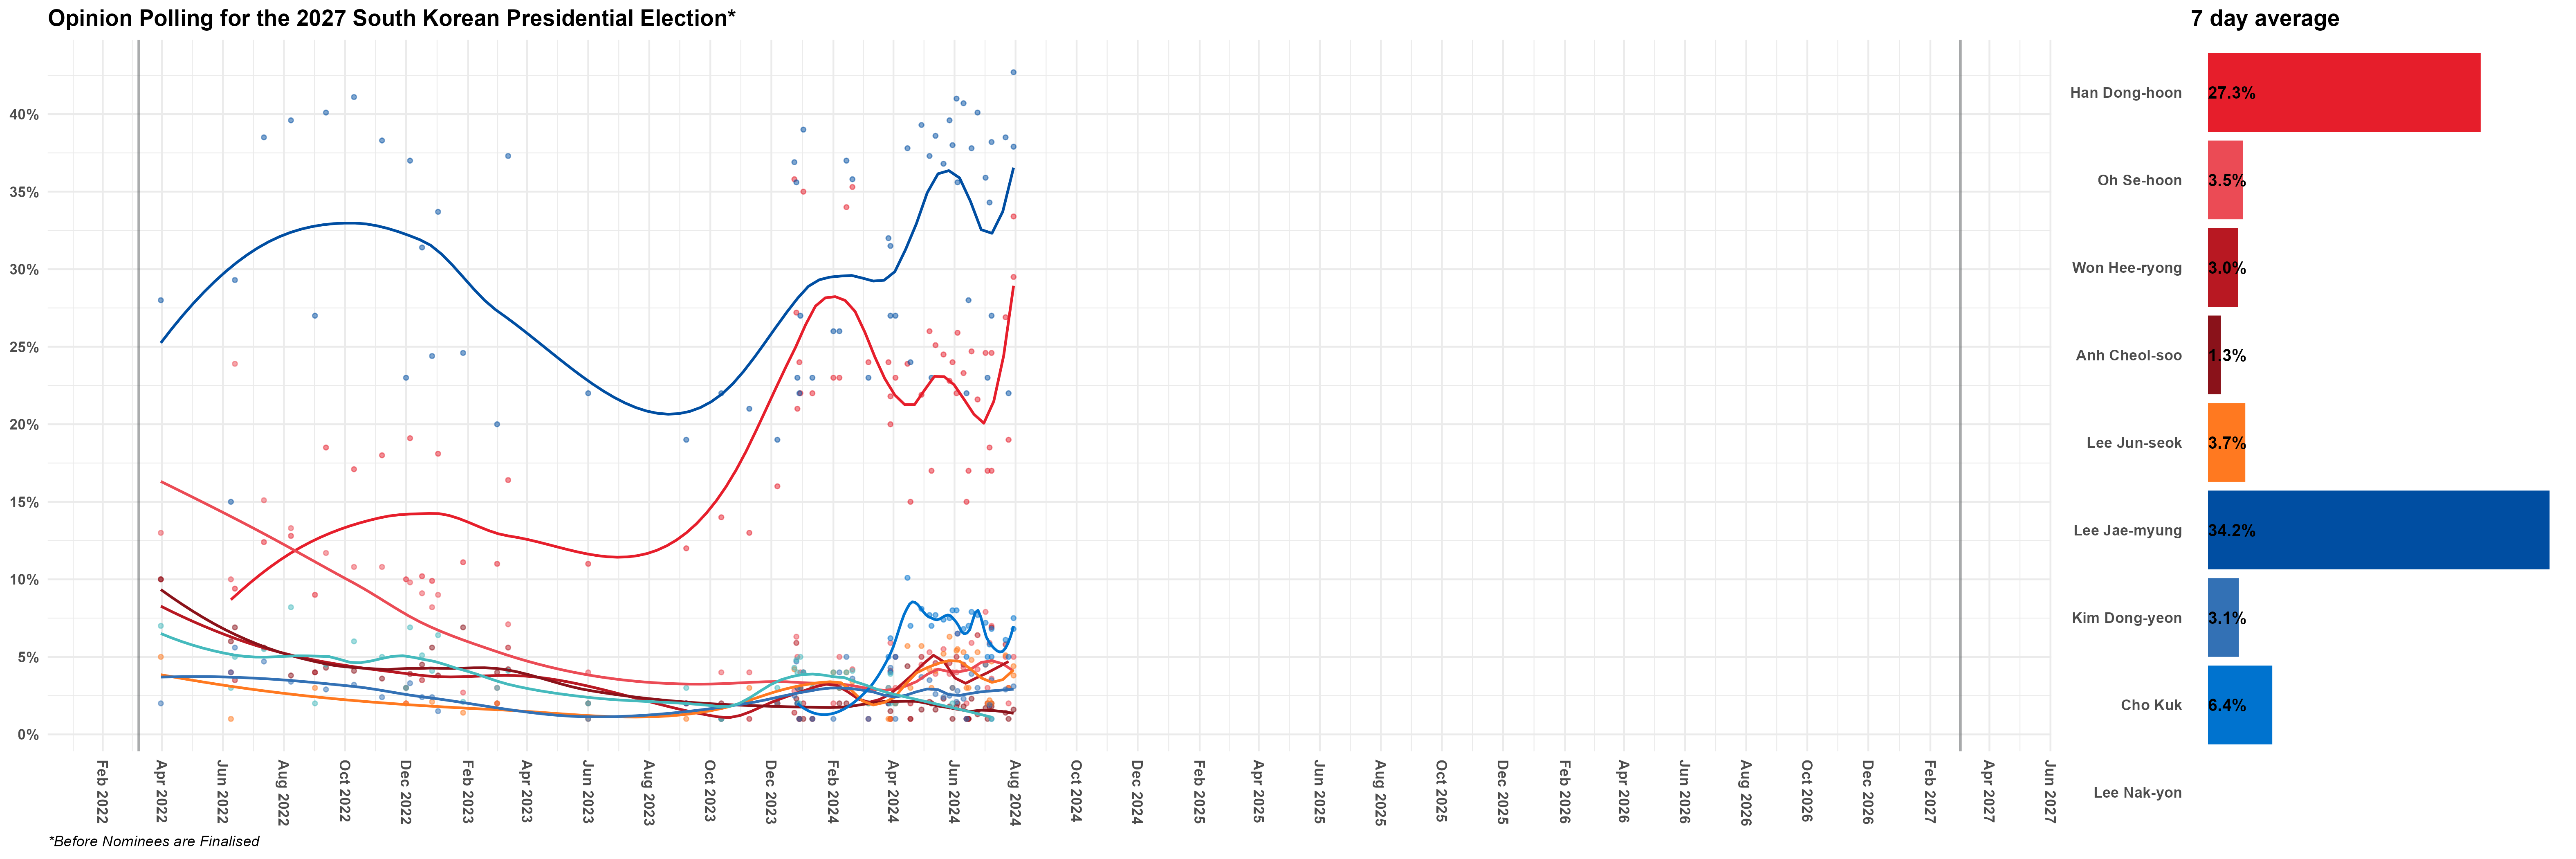 Opinion Polling for the 2027 South Korean Presidential Election*
7 day average
40%
35%
30%
25%
20%
15%
10%
5%
0%
Feb 2022
Apr 2022
Jun 2022
Aug 2022
Oct 2022
Dec 2022
Feb 2023
Apr 2023
Jun 2023
Aug 2023
Oct 2023
Dec 2023
Feb 2024
Apr 2024
Jun 2024
Aug 2024
Oct 2024
Dec 2024
Feb 2025
Apr 2025
Jun 2025
Aug 2025
Oct 2025
Dec 2025
Feb 2026
Apr 2026
Jun 2026
Aug 2026
Oct 2026
Dec 2026
Feb 2027
Apr 2027
Jun 2027
Han Dong-hoon 27.3%
Oh Se-hoon 3.5%
Won Hee-ryong 3.0%
Anh Cheol-soo 1.3%
Lee Jun-seok 3.7%
Lee Jae-myung 34.2%
Kim Dong-yeon 3.1%
Cho Kuk 6.4%
Lee Nak-yon
*Before Nominees are Finalised